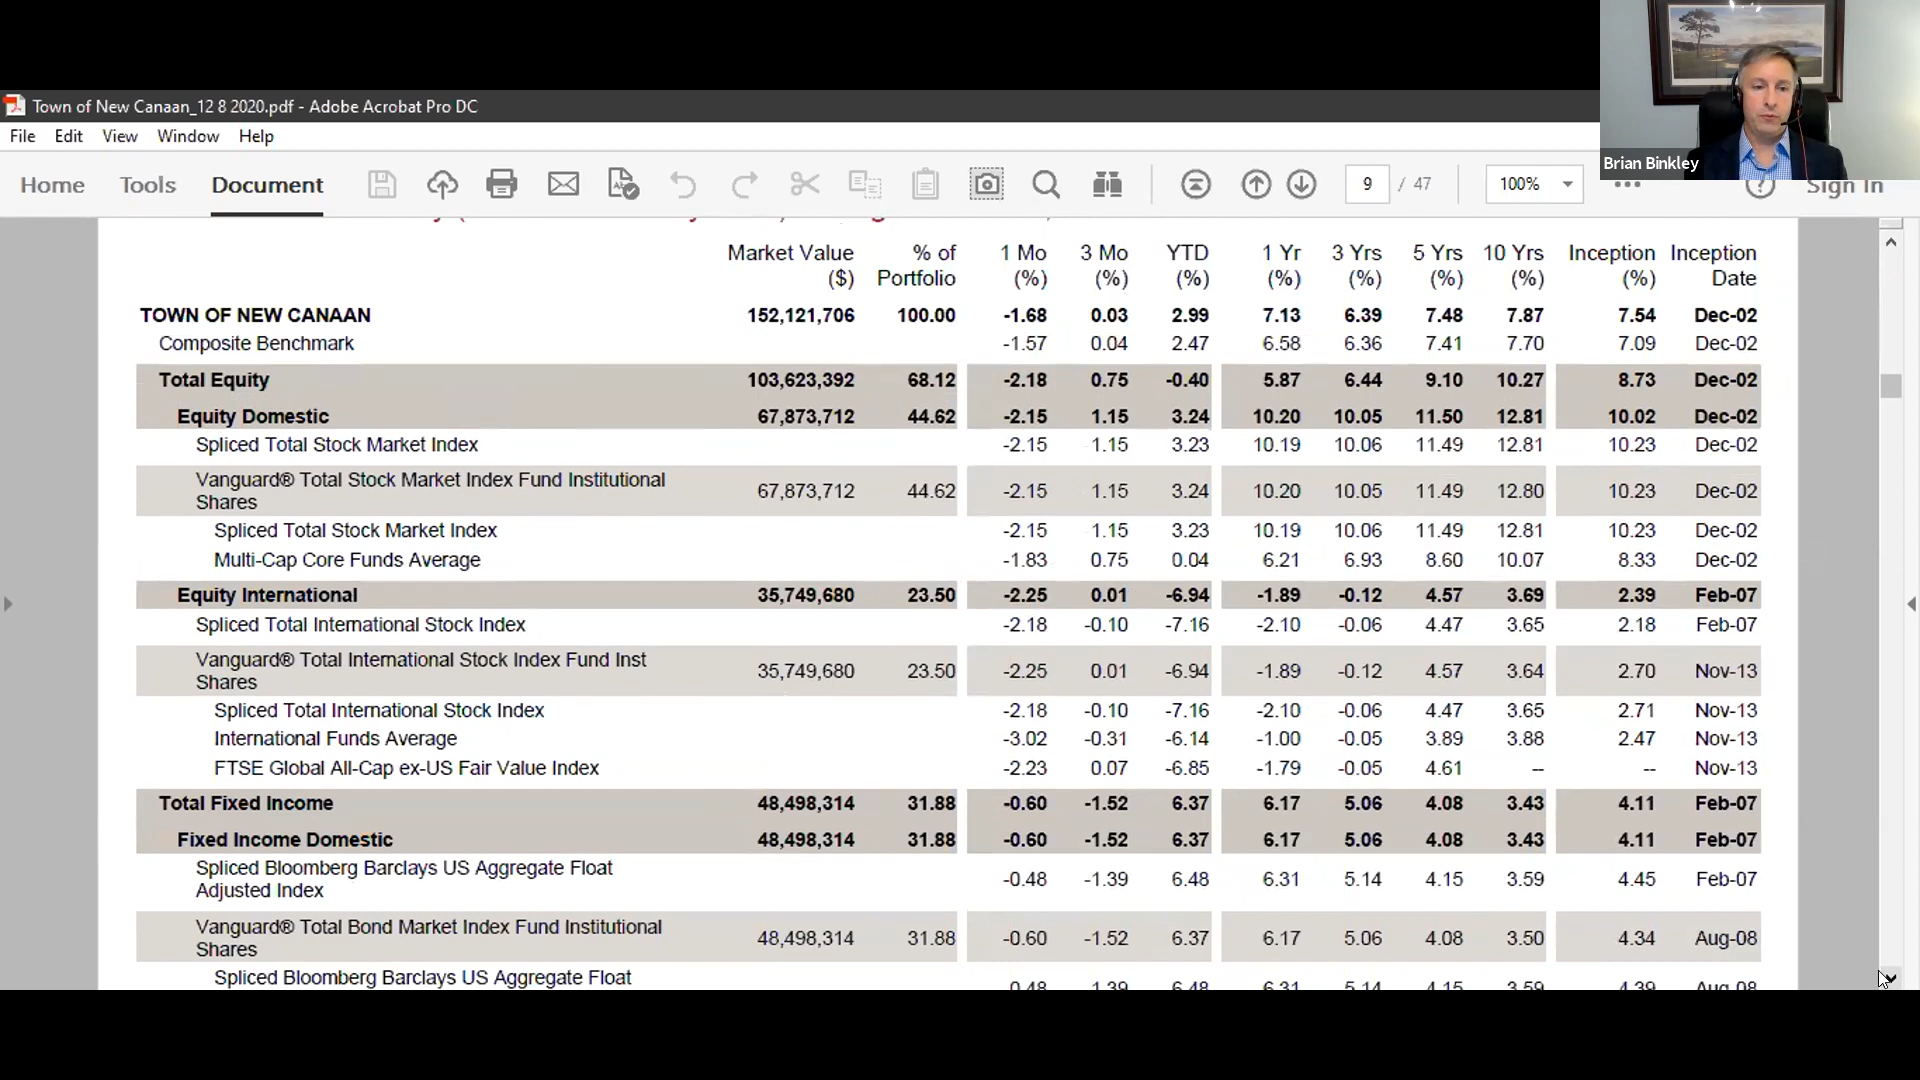 Town of New Canaan_12 8 2020.pdf - Adobe Acrobat Pro DC
File Edit View Window Help
Brian Binkley
Home Tools Document 9 / 47 100% Sign In
Market Value % of 1 Mo 3 Mo YTD 1 Yr 3 Yrs 5 Yrs 10 Yrs Inception Inception
($) Portfolio (%) (%) (%) (%) (%) (%) (%) (%) Date
TOWN OF NEW CANAAN 152,121,706 100.00 -1.68 0.03 2.99 7.13 6.39 7.48 7.87 7.54 Dec-02
Composite Benchmark -1.57 0.04 2.47 6.58 6.36 7.41 7.70 7.09 Dec-02
Total Equity 103,623,392 68.12 -2.18 0.75 -0.40 5.87 6.44 9.10 10.27 8.73 Dec-02
Equity Domestic 67,873,712 44.62 -2.15 1.15 3.24 10.20 10.05 11.50 12.81 10.02 Dec-02
Spliced Total Stock Market Index -2.15 1.15 3.23 10.19 10.06 11.49 12.81 10.23 Dec-02
Vanguard® Total Stock Market Index Fund Institutional
Shares 67,873,712 44.62 -2.15 1.15 3.24 10.20 10.05 11.49 12.80 10.23 Dec-02
Spliced Total Stock Market Index -2.15 1.15 3.23 10.19 10.06 11.49 12.81 10.23 Dec-02
Multi-Cap Core Funds Average -1.83 0.75 0.04 6.21 6.93 8.60 10.07 8.33 Dec-02
Equity International 35,749,680 23.50 -2.25 0.01 -6.94 -1.89 -0.12 4.57 3.69 2.39 Feb-07
Spliced Total International Stock Index -2.18 -0.10 -7.16 -2.10 -0.06 4.47 3.65 2.18 Feb-07
Vanguard® Total International Stock Index Fund Inst
Shares 35,749,680 23.50 -2.25 0.01 -6.94 -1.89 -0.12 4.57 3.64 2.70 Nov-13
Spliced Total International Stock Index -2.18 -0.10 -7.16 -2.10 -0.06 4.47 3.65 2.71 Nov-13
International Funds Average -3.02 -0.31 -6.14 -1.00 -0.05 3.89 3.88 2.47 Nov-13
FTSE Global All-Cap ex-US Fair Value Index -2.23 0.07 -6.85 -1.79 -0.05 4.61 -- -- Nov-13
Total Fixed Income 48,498,314 31.88 -0.60 -1.52 6.37 6.17 5.06 4.08 3.43 4.11 Feb-07
Fixed Income Domestic 48,498,314 31.88 -0.60 -1.52 6.37 6.17 5.06 4.08 3.43 4.11 Feb-07
Spliced Bloomberg Barclays US Aggregate Float
Adjusted Index -0.48 -1.39 6.48 6.31 5.14 4.15 3.59 4.45 Feb-07
Vanguard® Total Bond Market Index Fund Institutional
Shares 48,498,314 31.88 -0.60 -1.52 6.37 6.17 5.06 4.08 3.50 4.34 Aug-08
Spliced Bloomberg Barclays US Aggregate Float